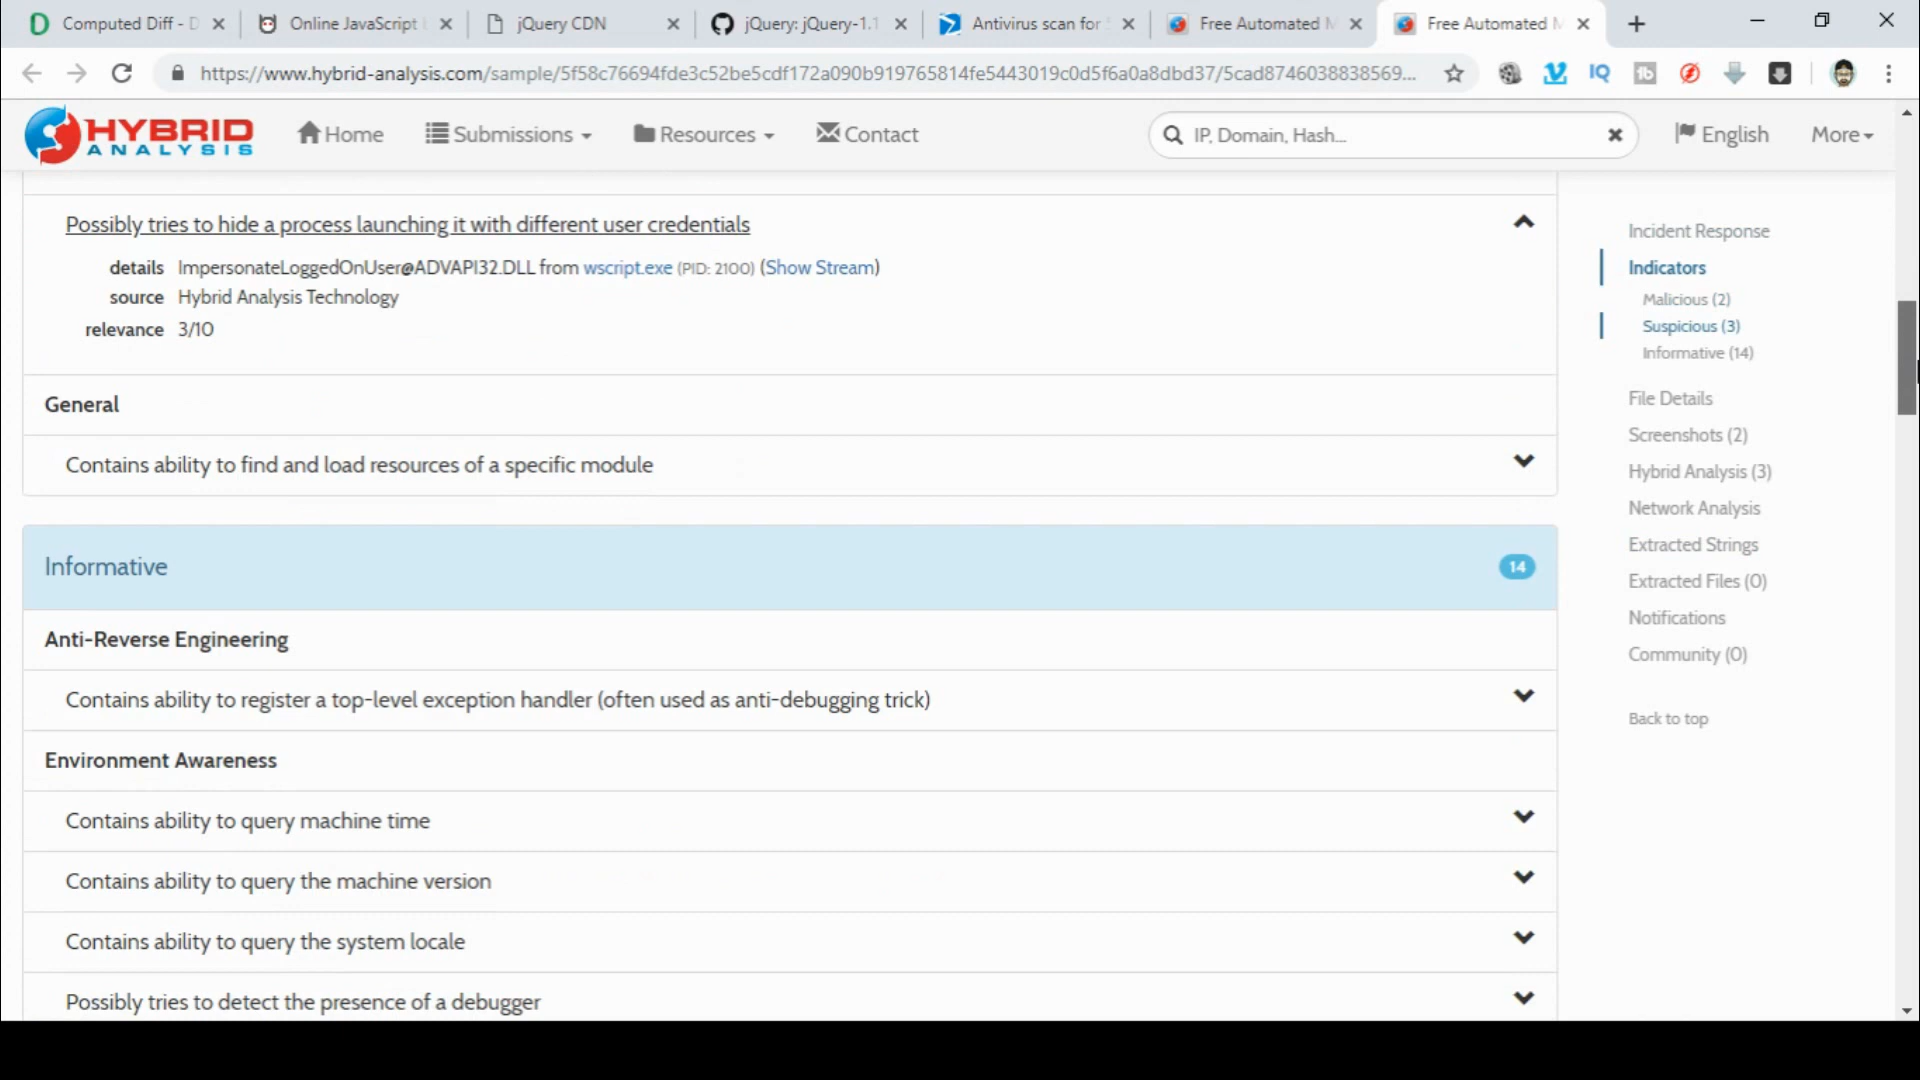 Computed Diff - D
Online JavaScript
jQuery CDN
jQuery: jQuery-1.1
Antivirus scan for
Free Automated M
Free Automated M
https://www.hybrid-analysis.com/sample/5f58c76694fde3c52be5cdf172a090b919765814fe5443019c0d5f6a0a8dbd37/5cad8746038838569...
HYBRID
ANALYSIS
Home
Submissions
Resources
Contact
IP, Domain, Hash...
English
More
Possibly tries to hide a process launching it with different user credentials
details ImpersonateLoggedOnUser@ADVAPI32.DLL from wscript.exe (PID: 2100) (Show Stream)
source Hybrid Analysis Technology
relevance 3/10
General
Contains ability to find and load resources of a specific module
Informative 14
Anti-Reverse Engineering
Contains ability to register a top-level exception handler (often used as anti-debugging trick)
Environment Awareness
Contains ability to query machine time
Contains ability to query the machine version
Contains ability to query the system locale
Possibly tries to detect the presence of a debugger
Incident Response
Indicators
Malicious (2)
Suspicious (3)
Informative (14)
File Details
Screenshots (2)
Hybrid Analysis (3)
Network Analysis
Extracted Strings
Extracted Files (0)
Notifications
Community (0)
Back to top